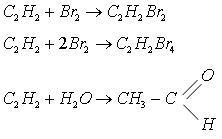 C₂H₂ + Br₂ → C₂H₂Br₂
C₂H₂ + 2Br₂ → C₂H₂Br₄
O
C₂H₂ + H₂O → CH₃ – C
H